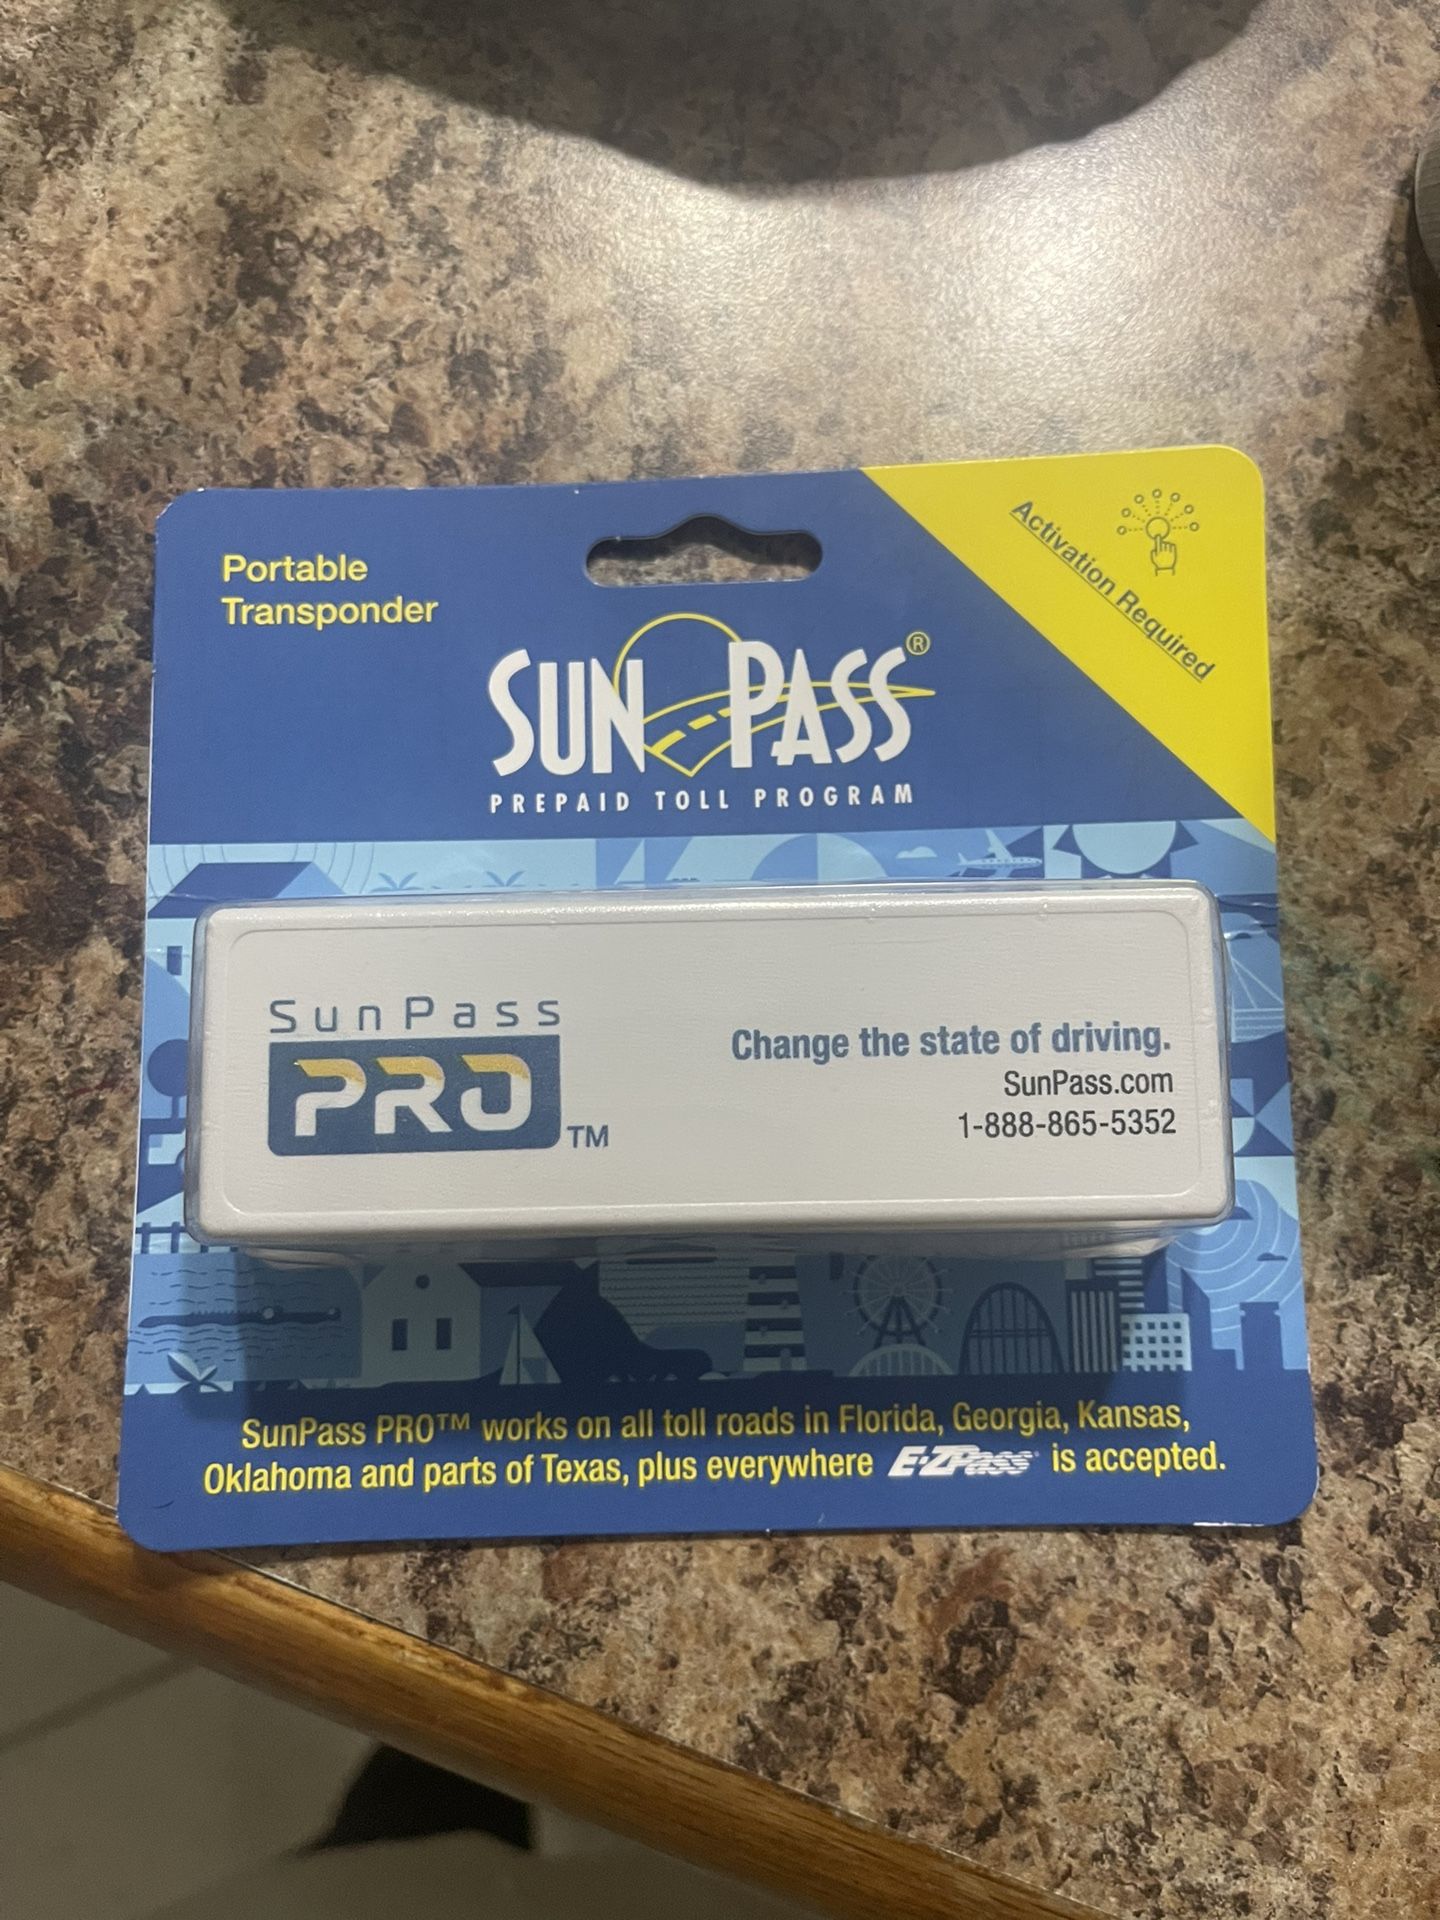 Portable
Transponder
Activation Required
SUNPASS®
PREPAID TOLL PROGRAM
SunPass
PRO™
Change the state of driving.
SunPass.com
1-888-865-5352
SunPass PRO™ works on all toll roads in Florida, Georgia, Kansas,
Oklahoma and parts of Texas, plus everywhere E-ZPass® is accepted.